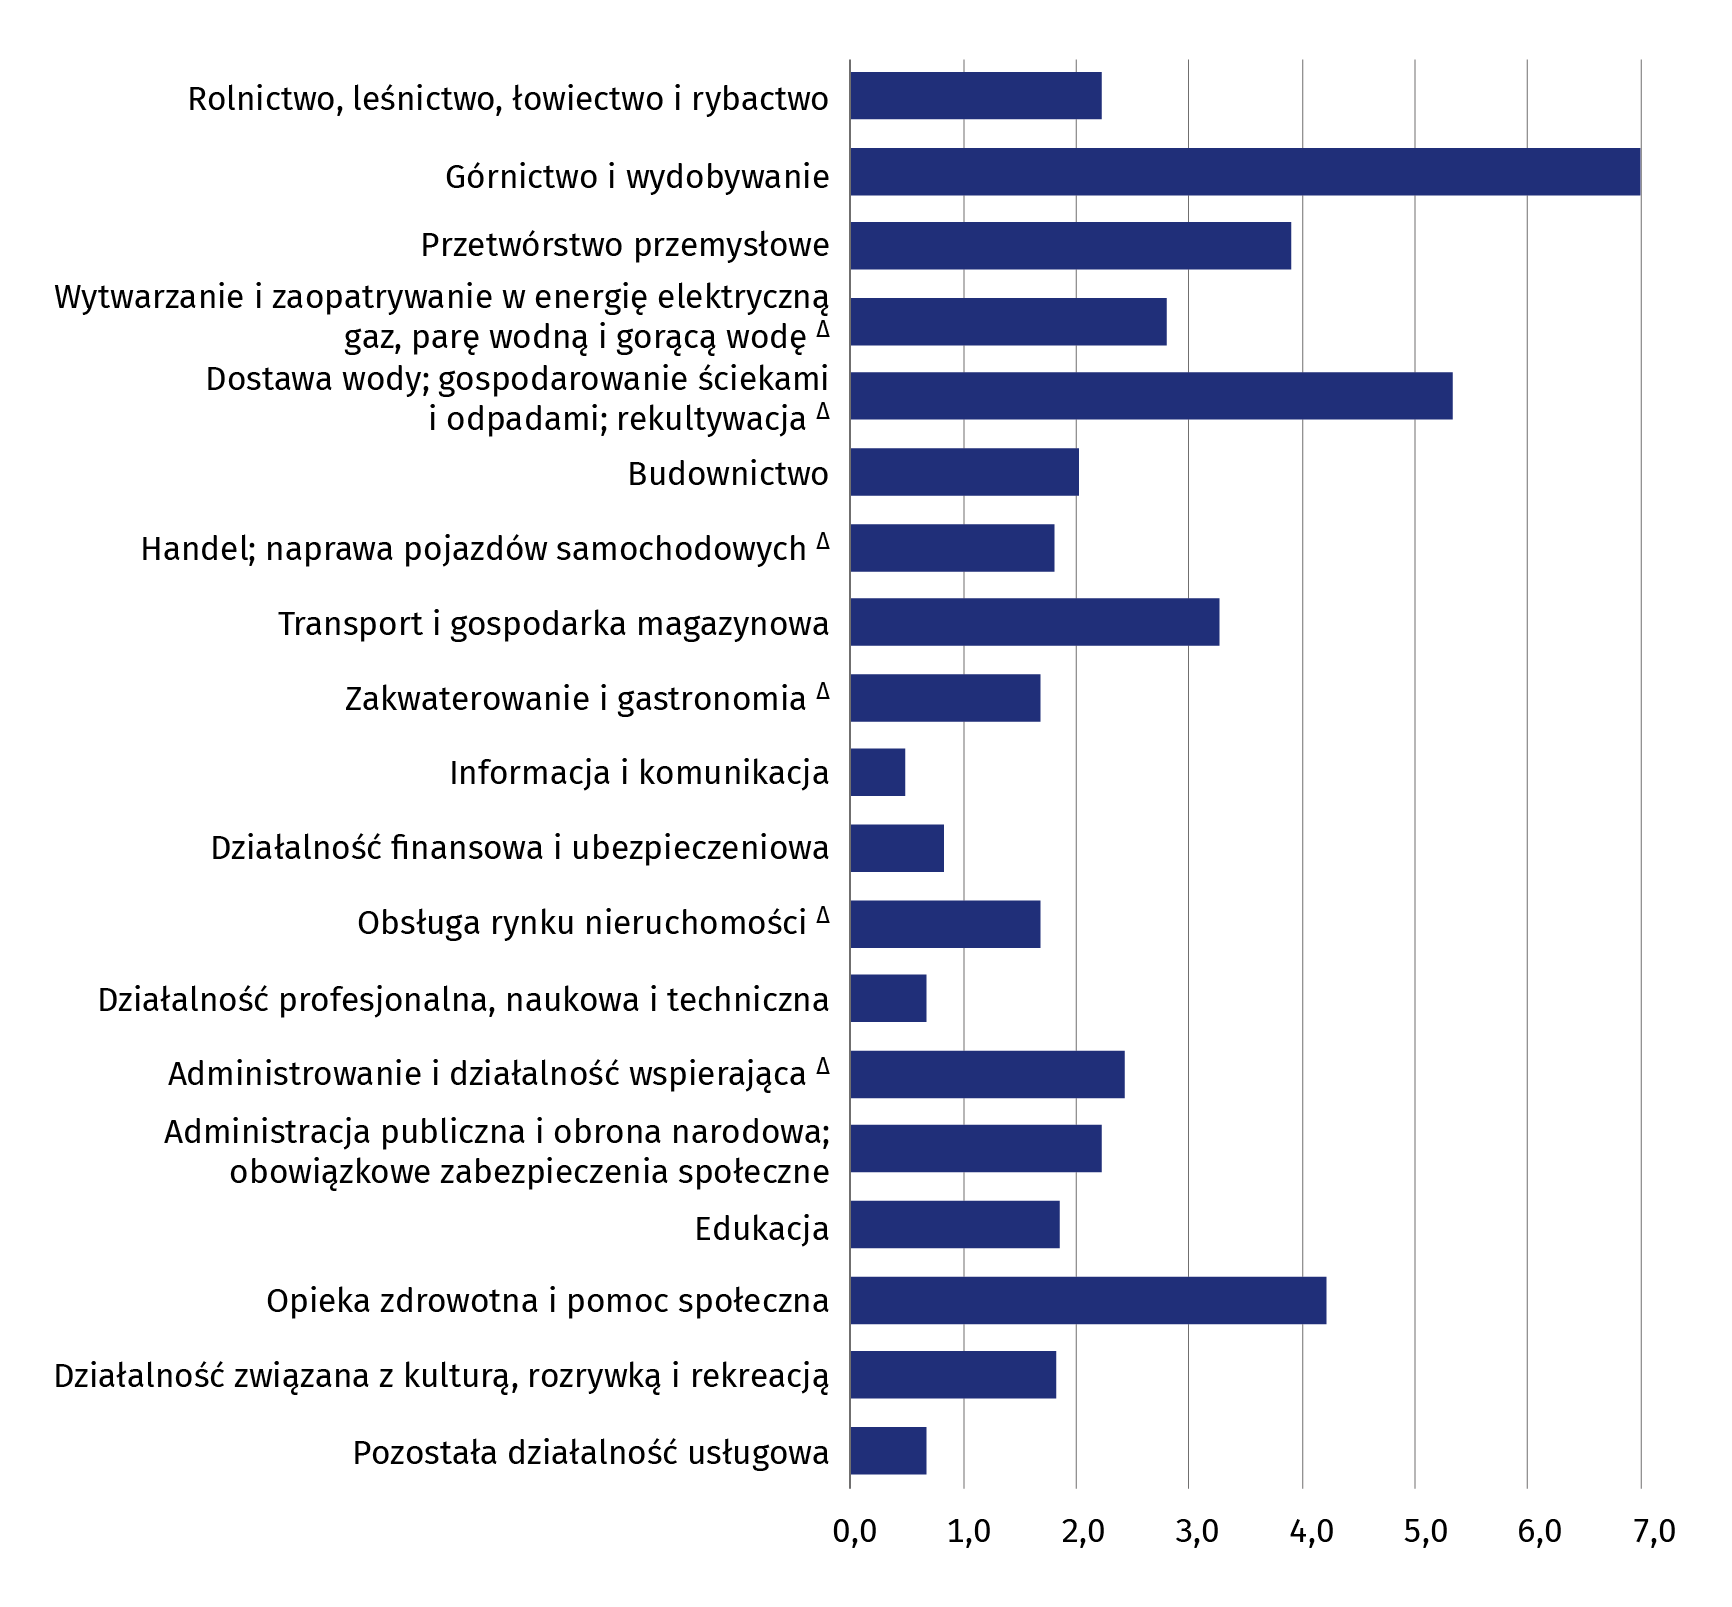 Rolnictwo, leśnictwo, łowiectwo i rybactwo
Górnictwo i wydobywanie
Przetwórstwo przemysłowe
Wytwarzanie i zaopatrywanie w energię elektryczną
gaz, parę wodną i gorącą wodę Δ
Dostawa wody; gospodarowanie ściekami
i odpadami; rekultywacja Δ
Budownictwo
Handel; naprawa pojazdów samochodowych Δ
Transport i gospodarka magazynowa
Zakwaterowanie i gastronomia Δ
Informacja i komunikacja
Działalność finansowa i ubezpieczeniowa
Obsługa rynku nieruchomości Δ
Działalność profesjonalna, naukowa i techniczna
Administrowanie i działalność wspierająca Δ
Administracja publiczna i obrona narodowa;
obowiązkowe zabezpieczenia społeczne
Edukacja
Opieka zdrowotna i pomoc społeczna
Działalność związana z kulturą, rozrywką i rekreacją
Pozostała działalność usługowa
0,0 1,0 2,0 3,0 4,0 5,0 6,0 7,0